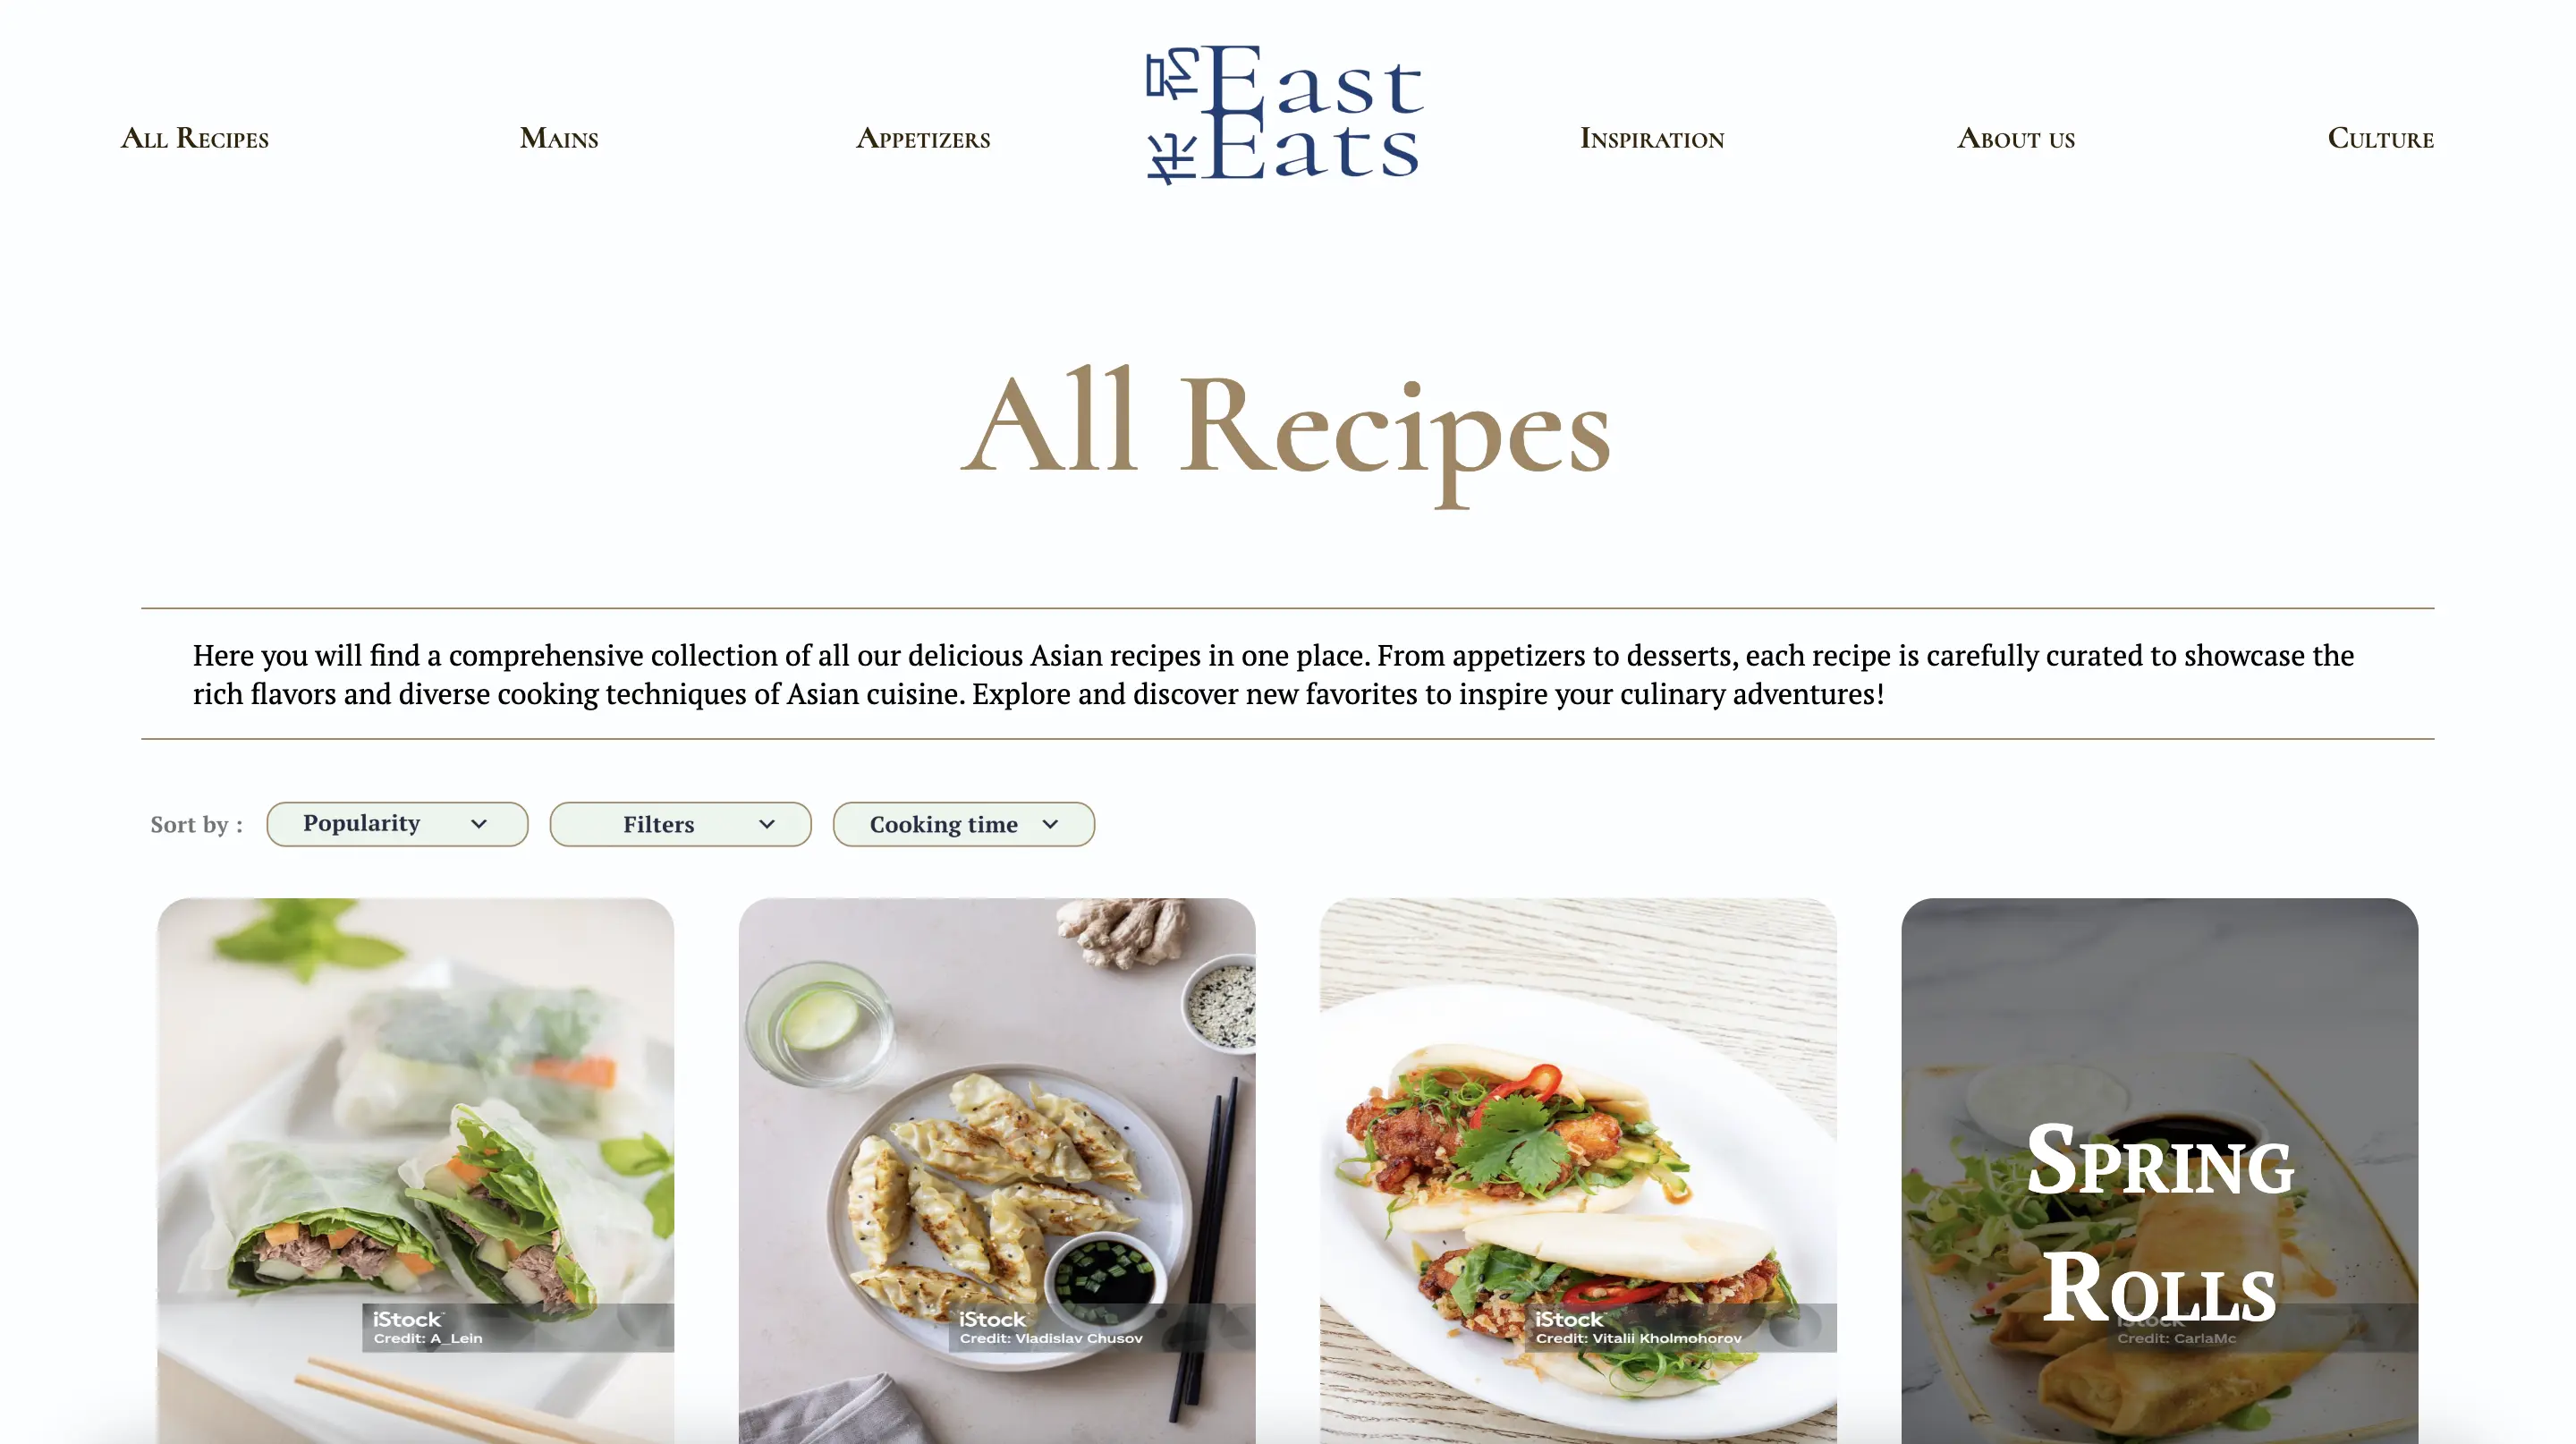 All Recipes
Mains
Appetizers
East
Eats
Inspiration
About us
Culture
All Recipes
Here you will find a comprehensive collection of all our delicious Asian recipes in one place. From appetizers to desserts, each recipe is carefully curated to showcase the
rich flavors and diverse cooking techniques of Asian cuisine. Explore and discover new favorites to inspire your culinary adventures!
Sort by :
Popularity
Filters
Cooking time
iStock
Credit: A_Lein
iStock
Credit: Vladislav Chusov
iStock
Credit: Vitalii Kholmohorov
Spring
Rolls
iStock
Credit: CarlaMc